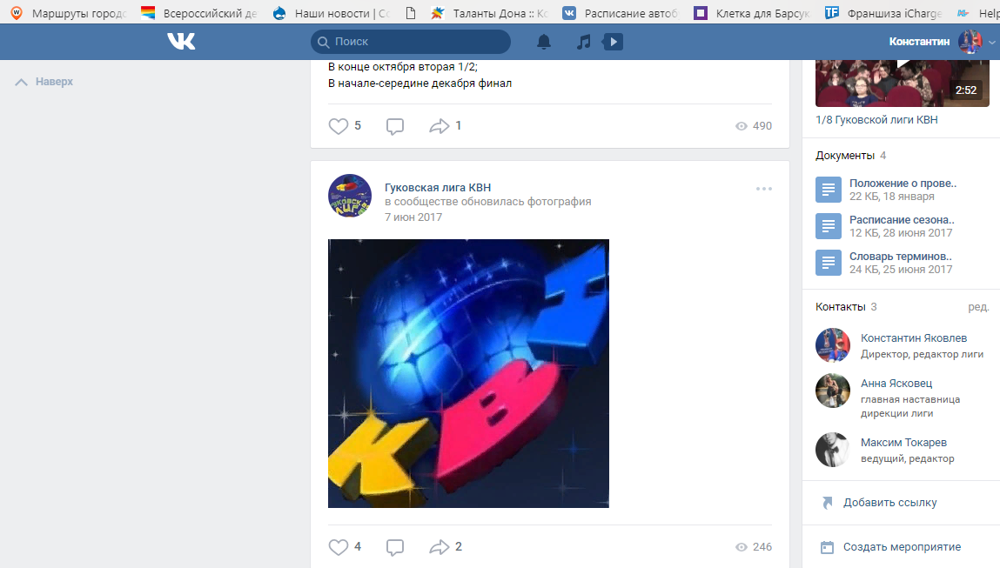 Маршруты городс
Всероссийский де
Наши новости | Со
Таланты Дона :: Ко
Расписание автоб
Клетка для Барсук
Франшиза iCharge
Help
Поиск
Константин
Наверх
В конце октября вторая 1/2;
В начале-середине декабря финал
5
1
490
Гуковская лига КВН
в сообществе обновилась фотография
7 июн 2017
КВН
4
2
246
2:52
1/8 Гуковской лиги КВН
Документы 4
Положение о прове..
22 КБ, 18 января
Расписание сезона..
12 КБ, 28 июня 2017
Словарь терминов..
24 КБ, 25 июня 2017
Контакты 3
ред.
Константин Яковлев
Директор, редактор лиги
Анна Ясковец
главная наставница
дирекции лиги
Максим Токарев
ведущий, редактор
Добавить ссылку
Создать мероприятие